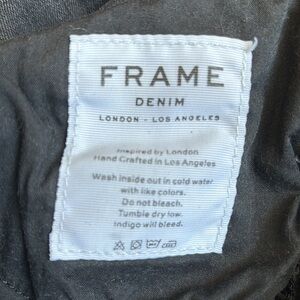 FRAME
DENIM
LONDON - LOS ANGELES
Inspired by London
Hand Crafted in Los Angeles
Wash inside out in cold water
with like colors.
Do not bleach.
Tumble dry low.
Indigo will bleed.